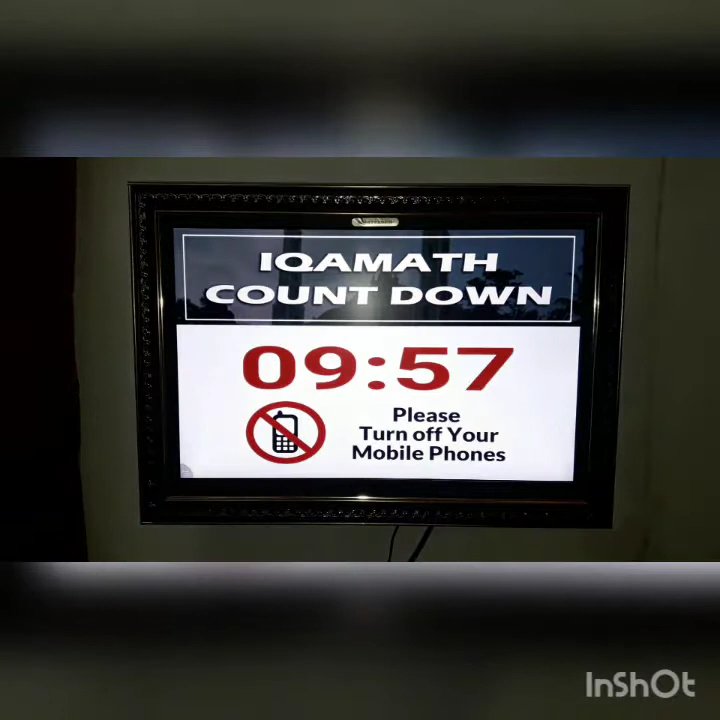 IQAMATH
COUNT DOWN
09:57
Please
Turn off Your
Mobile Phones
InShOt